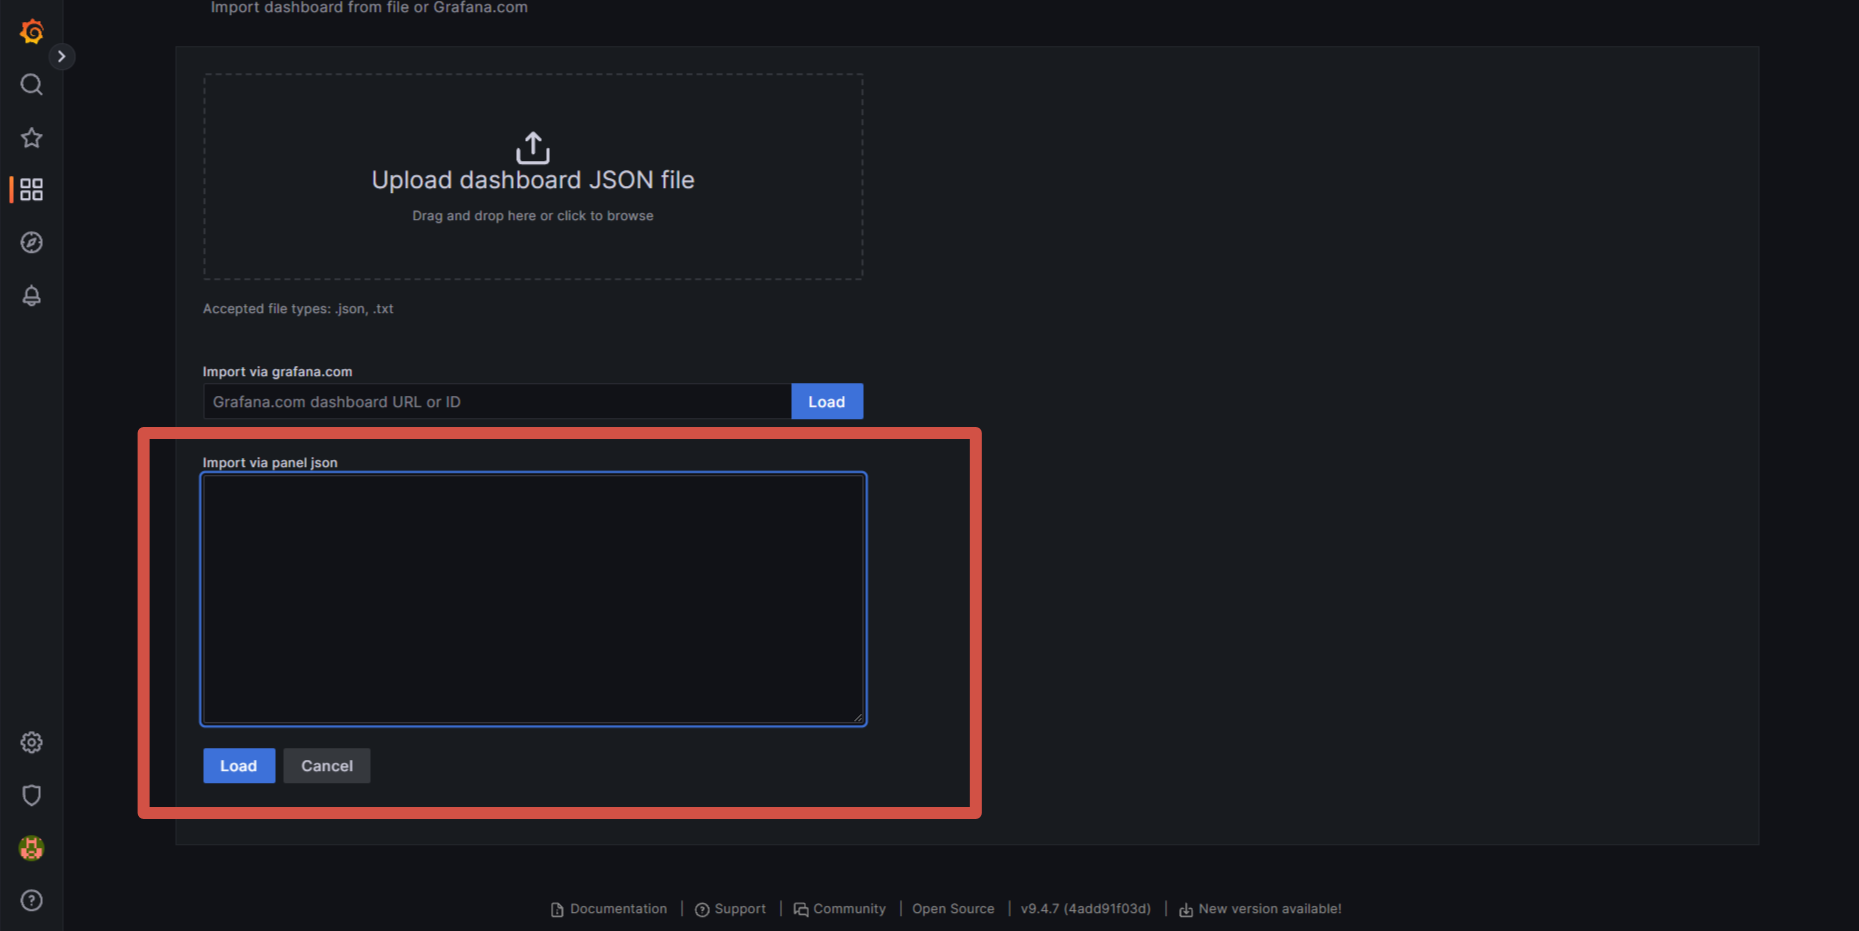 Import dashboard from file or Grafana.com
Upload dashboard JSON file
Drag and drop here or click to browse
Accepted file types: .json, .txt
Import via grafana.com
Grafana.com dashboard URL or ID Load
Import via panel json
Load Cancel
Documentation | Support | Community | Open Source | v9.4.7 (4add91f03d) | New version available!